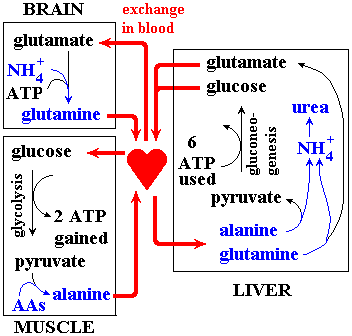 BRAIN
exchange
in blood
glutamate
NH4+
ATP
glutamine
glucose
glycolysis
2 ATP
gained
pyruvate
AAs
alanine
MUSCLE
glutamate
glucose
urea
6
ATP
used
gluconeo-
genesis
NH4+
pyruvate
alanine
glutamine
LIVER